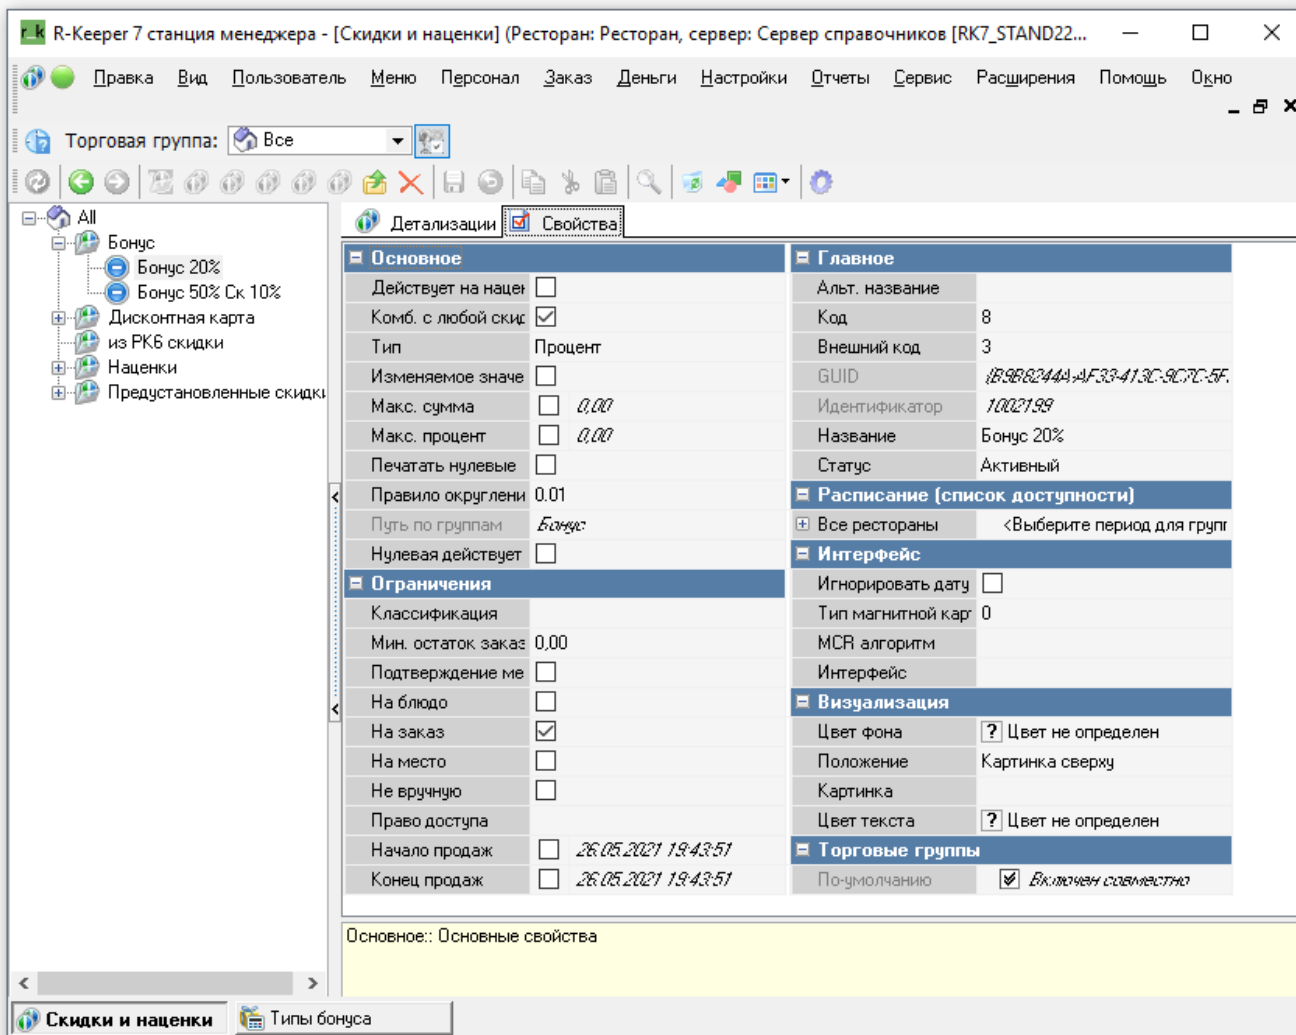 r_k R-Keeper 7 станция менеджера - [Скидки и наценки] (Ресторан: Ресторан, сервер: Сервер справочников [RK7_STAND22...
Правка Вид Пользователь Меню Персонал Заказ Деньги Настройки Отчеты Сервис Расширения Помощь Окно
Торговая группа: Все
All
Бонус
Бонус 20%
Бонус 50% Ск 10%
Дисконтная карта
из РК6 скидки
Наценки
Предустановленные скидки
Детализации Свойства
Основное
Действует на нацен
Комб. с любой скид
Тип Процент
Изменяемое значе
Макс. сумма 0,00
Макс. процент 0,00
Печатать нулевые
Правило округлени 0.01
Путь по группам Бонус
Нулевая действует
Ограничения
Классификация
Мин. остаток заказ 0,00
Подтверждение ме
На блюдо
На заказ
На место
Не вручную
Право доступа
Начало продаж 26.05.2021 19:43:51
Конец продаж 26.05.2021 19:43:51
Главное
Альт. название
Код 8
Внешний код 3
GUID {B9B8244A-AF33-413C-9C7C-5F.
Идентификатор 1002199
Название Бонус 20%
Статус Активный
Расписание (список доступности)
Все рестораны <Выберите период для групп
Интерфейс
Игнорировать дату
Тип магнитной кар 0
MCR алгоритм
Интерфейс
Визуализация
Цвет фона ? Цвет не определен
Положение Картинка сверху
Картинка
Цвет текста ? Цвет не определен
Торговые группы
По-умолчанию Включен совместно
Основное:: Основные свойства
Скидки и наценки Типы бонуса